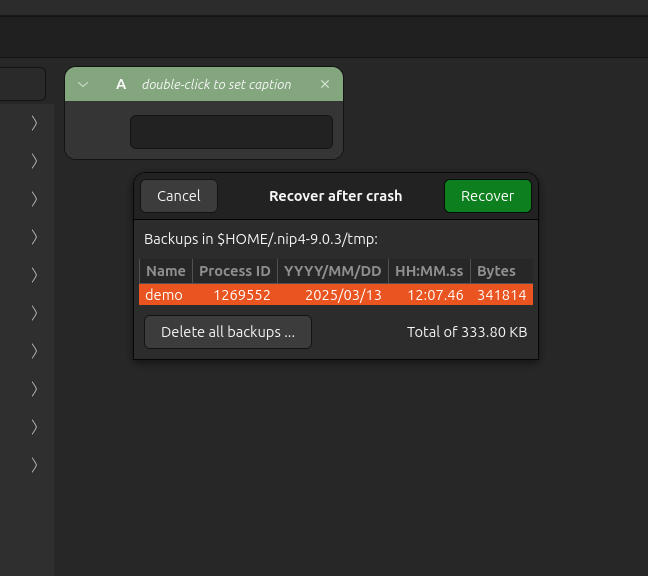 A double-click to set caption
Cancel Recover after crash Recover
Backups in $HOME/.nip4-9.0.3/tmp:
Name Process ID YYYY/MM/DD HH:MM.ss Bytes
demo 1269552 2025/03/13 12:07.46 341814
Delete all backups ... Total of 333.80 KB